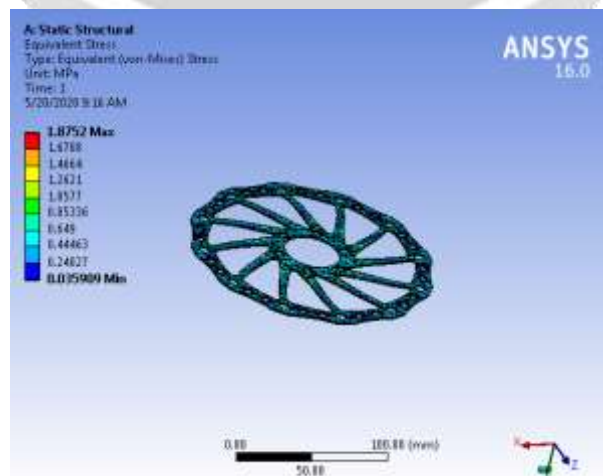 A: Static Structural
Equivalent Stress
Type: Equivalent (von-Mises) Stress
Unit: MPa
Time: 1
5/20/2020 9:16 AM
1.8752 Max
1.6708
1.4664
1.2621
1.0577
0.85336
0.649
0.44463
0.24027
0.035909 Min
ANSYS
16.0
0.00
100.00 (mm)
50.00
X
Z